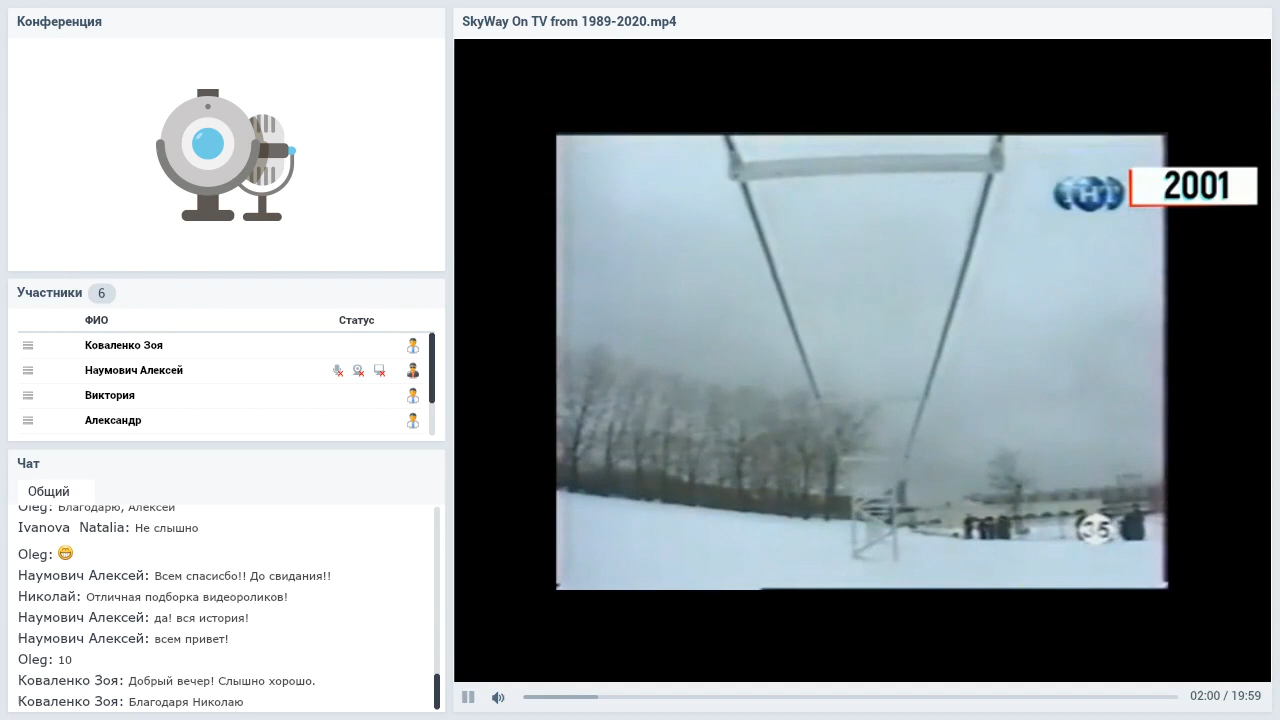 Конференция
SkyWay On TV from 1989-2020.mp4
ТНТ
2001
35
Участники 6
ФИО Статус
Коваленко Зоя
Наумович Алексей
Виктория
Александр
Чат
Общий
Oleg: Благодарю, Алексей
Ivanova Natalia: Не слышно
Oleg:
Наумович Алексей: Всем спасисбо!! До свидания!!
Николай: Отличная подборка видеороликов!
Наумович Алексей: да! вся история!
Наумович Алексей: всем привет!
Oleg: 10
Коваленко Зоя: Добрый вечер! Слышно хорошо.
Коваленко Зоя: Благодаря Николаю
02:00 / 19:59